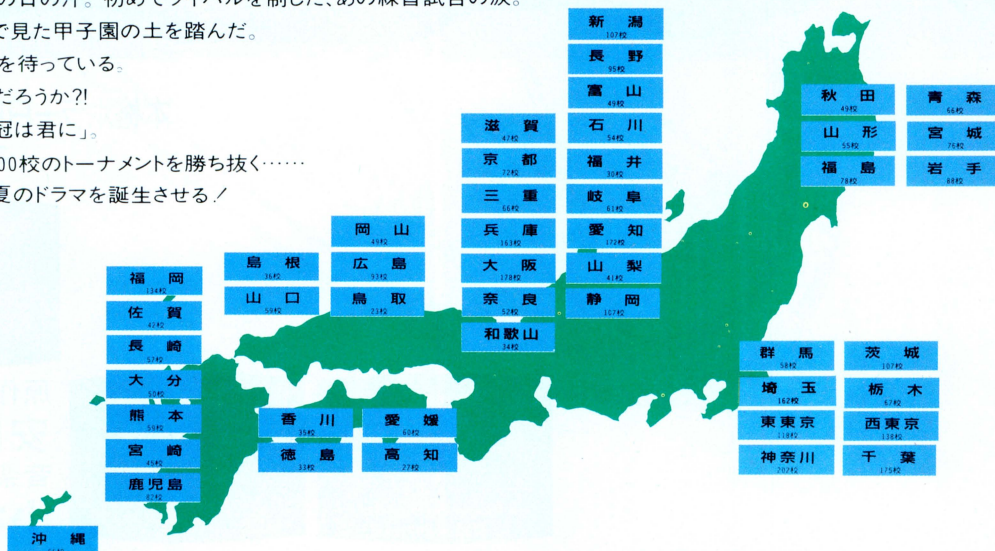 の日の汗。初めてライバルを制した、あの練習試合の涙。
で見た甲子園の土を踏んだ。
を待っている。
だろうか?!
冠は君に」。
00校のトーナメントを勝ち抜く……
夏のドラマを誕生させる!
新潟
107校
長野
95校
富山
49校
石川
54校
福井
30校
岐阜
61校
愛知
172校
山梨
41校
静岡
107校
滋賀
47校
京都
72校
三重
66校
兵庫
163校
大阪
178校
奈良
52校
和歌山
34校
秋田
49校
青森
66校
山形
55校
宮城
76校
福島
78校
岩手
88校
岡山
49校
広島
93校
鳥取
23校
島根
36校
山口
59校
福岡
134校
佐賀
42校
長崎
57校
大分
50校
熊本
59校
宮崎
45校
鹿児島
82校
沖縄
香川
35校
愛媛
60校
徳島
33校
高知
27校
群馬
58校
茨城
107校
埼玉
162校
栃木
62校
東東京
118校
西東京
138校
神奈川
202校
千葉
175校